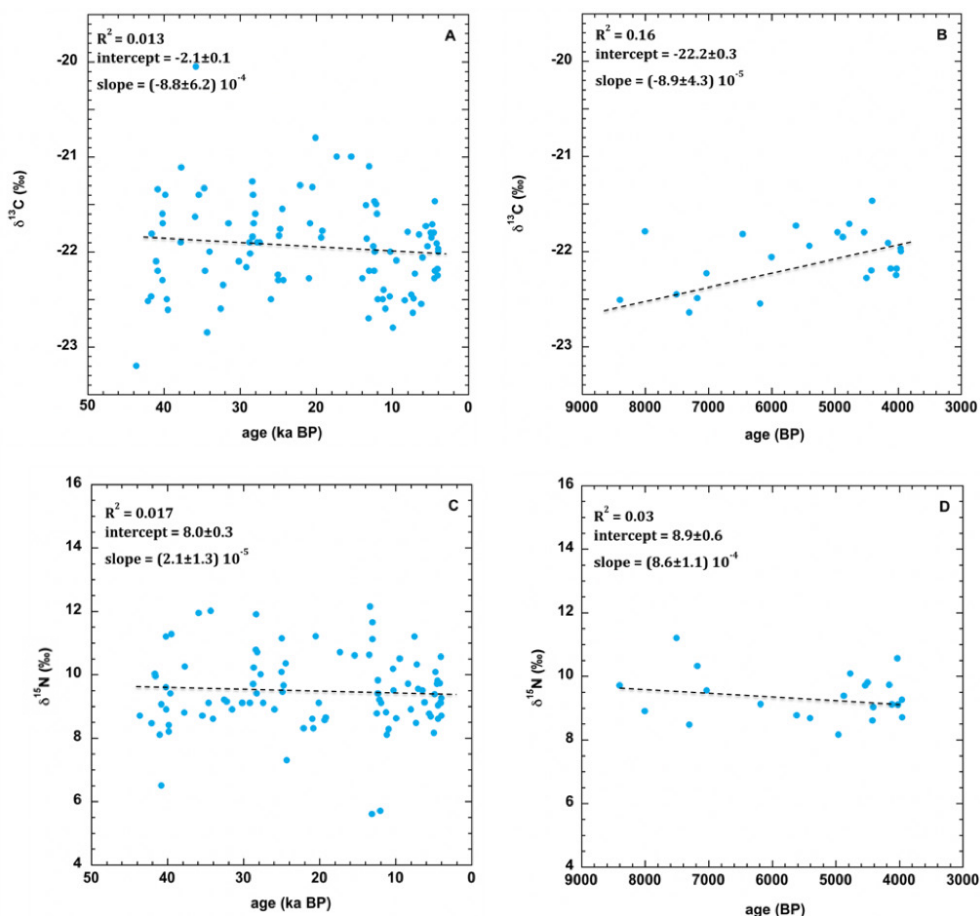 A
R² = 0.013
intercept = -2.1±0.1
slope = (-8.8±6.2) 10⁻⁴
-20
-21
-22
-23
δ¹³C (‰)
50 40 30 20 10 0
age (ka BP)
B
R² = 0.16
intercept = -22.2±0.3
slope = (-8.9±4.3) 10⁻⁵
-20
-21
-22
-23
δ¹³C (‰)
9000 8000 7000 6000 5000 4000 3000
age (BP)
C
R² = 0.017
intercept = 8.0±0.3
slope = (2.1±1.3) 10⁻⁵
16
14
12
10
8
6
4
δ¹⁵N (‰)
50 40 30 20 10 0
age (ka BP)
D
R² = 0.03
intercept = 8.9±0.6
slope = (8.6±1.1) 10⁻⁴
16
14
12
10
8
6
4
δ¹⁵N (‰)
9000 8000 7000 6000 5000 4000 3000
age (BP)